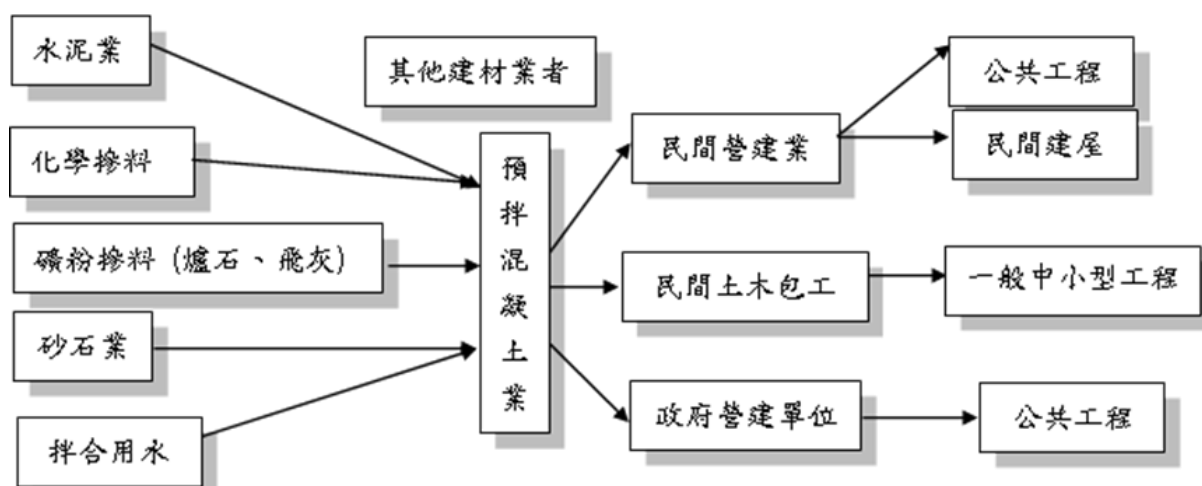 水泥業
其他建材業者
公共工程
化學摻料
民間營建業
民間建屋
預拌混凝土業
礦粉摻料 (爐石、飛灰)
民間土木包工
一般中小型工程
砂石業
政府營建單位
公共工程
拌合用水